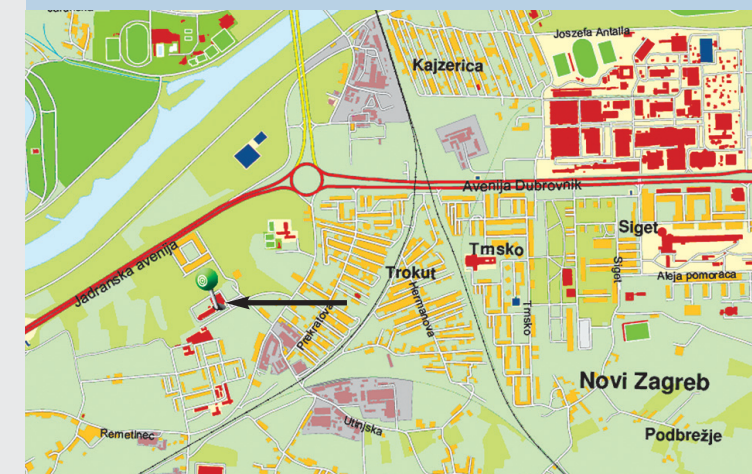 Joszefa Antalla
Kajzerica
Avenija Dubrovnik
Siget
Trnsko
Jadranska avenija
Trokut
Siget
Aleja pomoraca
Hermanova
Trnsko
Prekratova
Novi Zagreb
Utinjska
Remetinec
Podbrežje